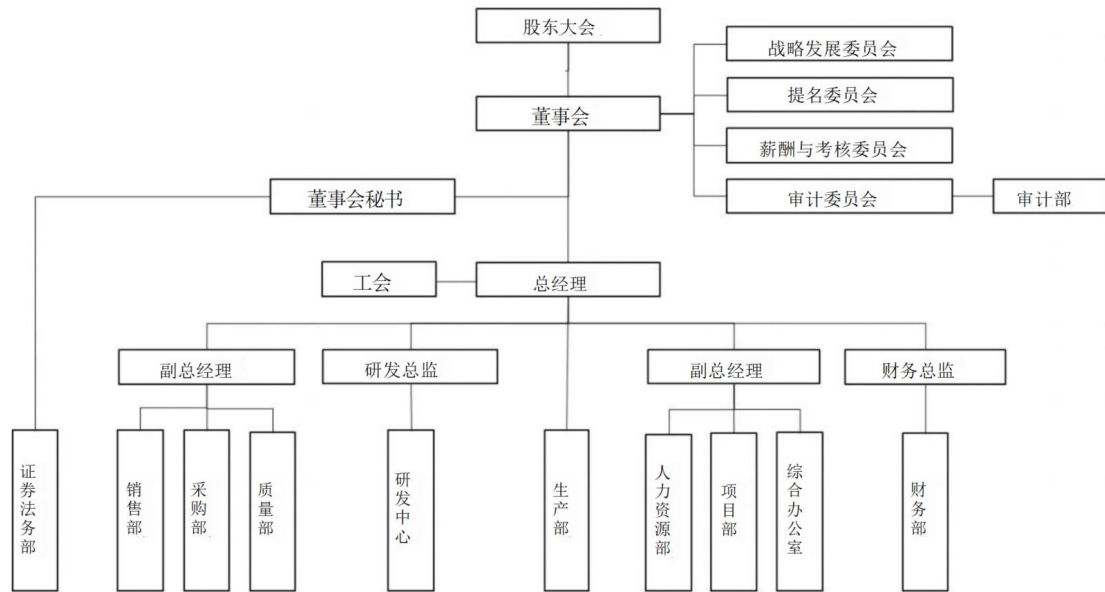 股东大会
战略发展委员会
提名委员会
董事会
薪酬与考核委员会
董事会秘书
审计委员会
审计部
工会
总经理
副总经理
研发总监
副总经理
财务总监
证券法务部
销售部
采购部
质量部
研发中心
生产部
人力资源部
项目部
综合办公室
财务部